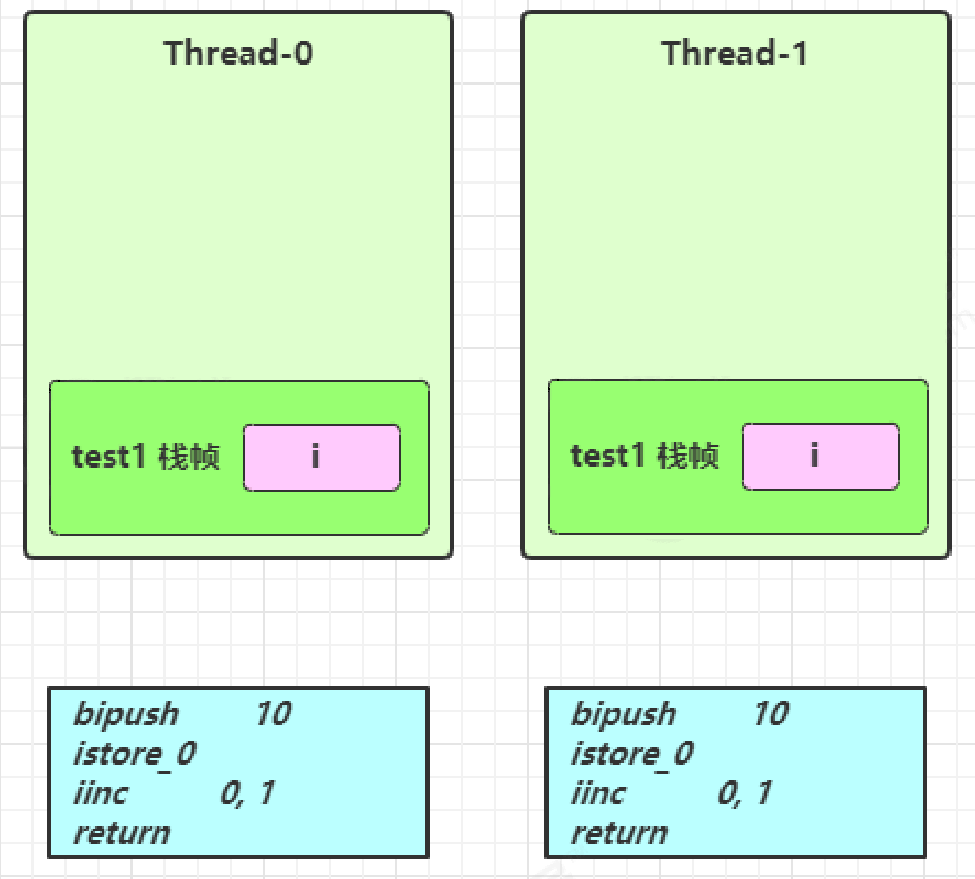 Thread-0
test1 栈帧 i
bipush 10
istore_0
iinc 0, 1
return
Thread-1
test1 栈帧 i
bipush 10
istore_0
iinc 0, 1
return